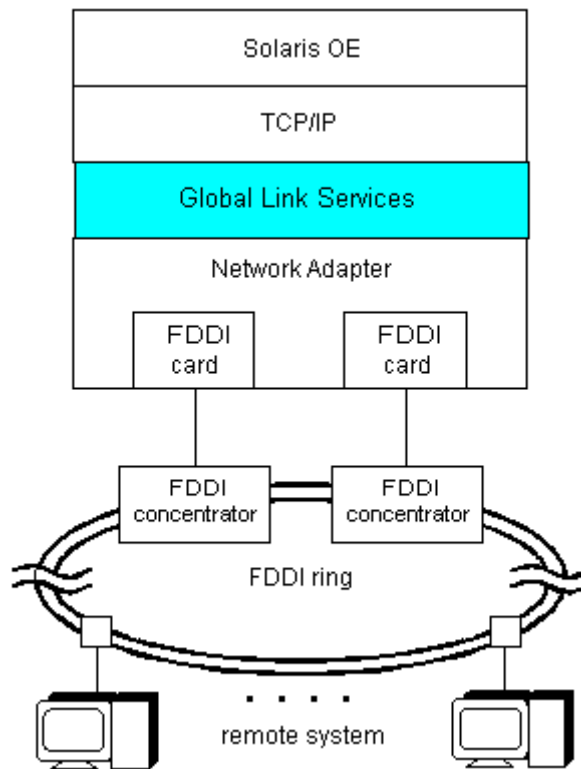 Solaris OE
TCP/IP
Global Link Services
Network Adapter
FDDI
card
FDDI
card
FDDI
concentrator
FDDI
concentrator
FDDI ring
remote system